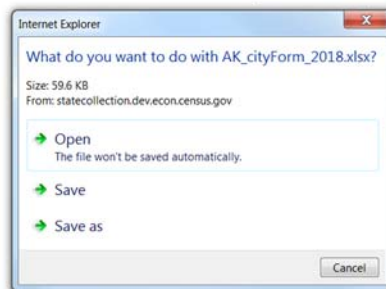 Internet Explorer
What do you want to do with AK_cityForm_2018.xlsx?
Size: 59.6 KB
From: statecollection.dev.econ.census.gov
Open
The file won't be saved automatically.
Save
Save as
Cancel